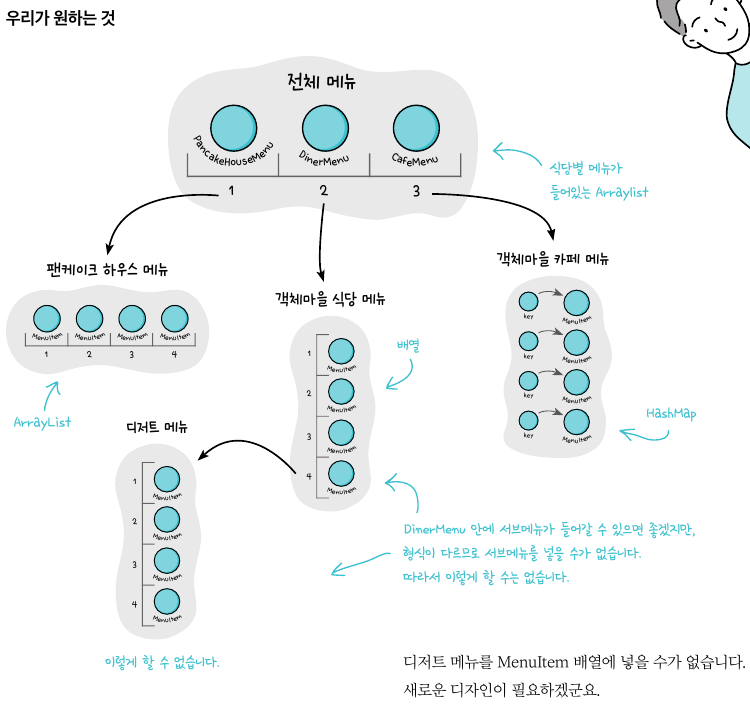 우리가 원하는 것
전체 메뉴
PancakeHouseMenu
DinerMenu
CafeMenu
1
2
3
식당별 메뉴가
들어있는 Arraylist
팬케이크 하우스 메뉴
MenuItem
MenuItem
MenuItem
MenuItem
1
2
3
4
ArrayList
객체마을 식당 메뉴
1
MenuItem
2
MenuItem
3
MenuItem
4
MenuItem
배열
객체마을 카페 메뉴
key
MenuItem
key
MenuItem
key
MenuItem
key
MenuItem
HashMap
디저트 메뉴
1
MenuItem
2
MenuItem
3
MenuItem
4
MenuItem
DinerMenu 안에 서브메뉴가 들어갈 수 있으면 좋겠지만,
형식이 다르므로 서브메뉴를 넣을 수가 없습니다.
따라서 이렇게 할 수는 없습니다.
이렇게 할 수 없습니다.
디저트 메뉴를 MenuItem 배열에 넣을 수가 없습니다.
새로운 디자인이 필요하겠군요.